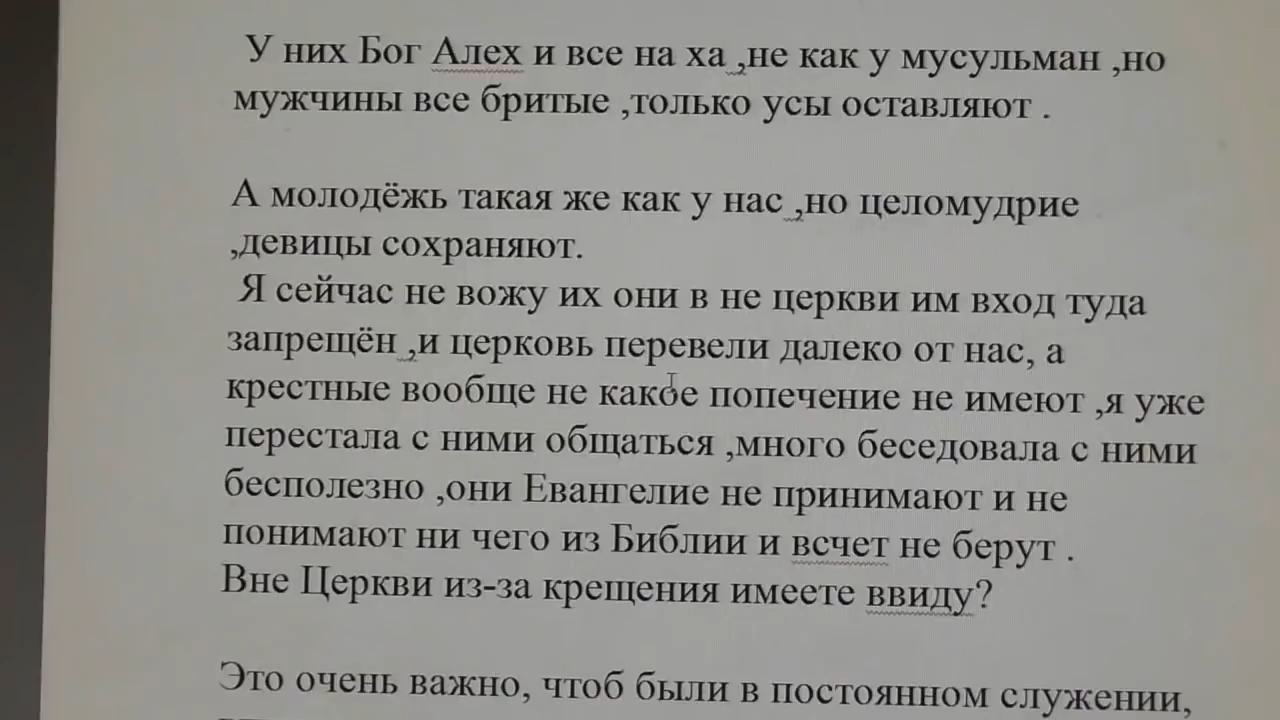 У них Бог Алех и все на ха ,не как у мусульман ,но
мужчины все бритые ,только усы оставляют .
А молодёжь такая же как у нас ,но целомудрие
,девицы сохраняют.
Я сейчас не вожу их они в не церкви им вход туда
запрещён ,и церковь перевели далеко от нас, а
крестные вообще не какое попечение не имеют ,я уже
перестала с ними общаться ,много беседовала с ними
бесполезно ,они Евангелие не принимают и не
понимают ни чего из Библии и всчет не берут .
Вне Церкви из-за крещения имеете ввиду?
Это очень важно, чтоб были в постоянном служении,